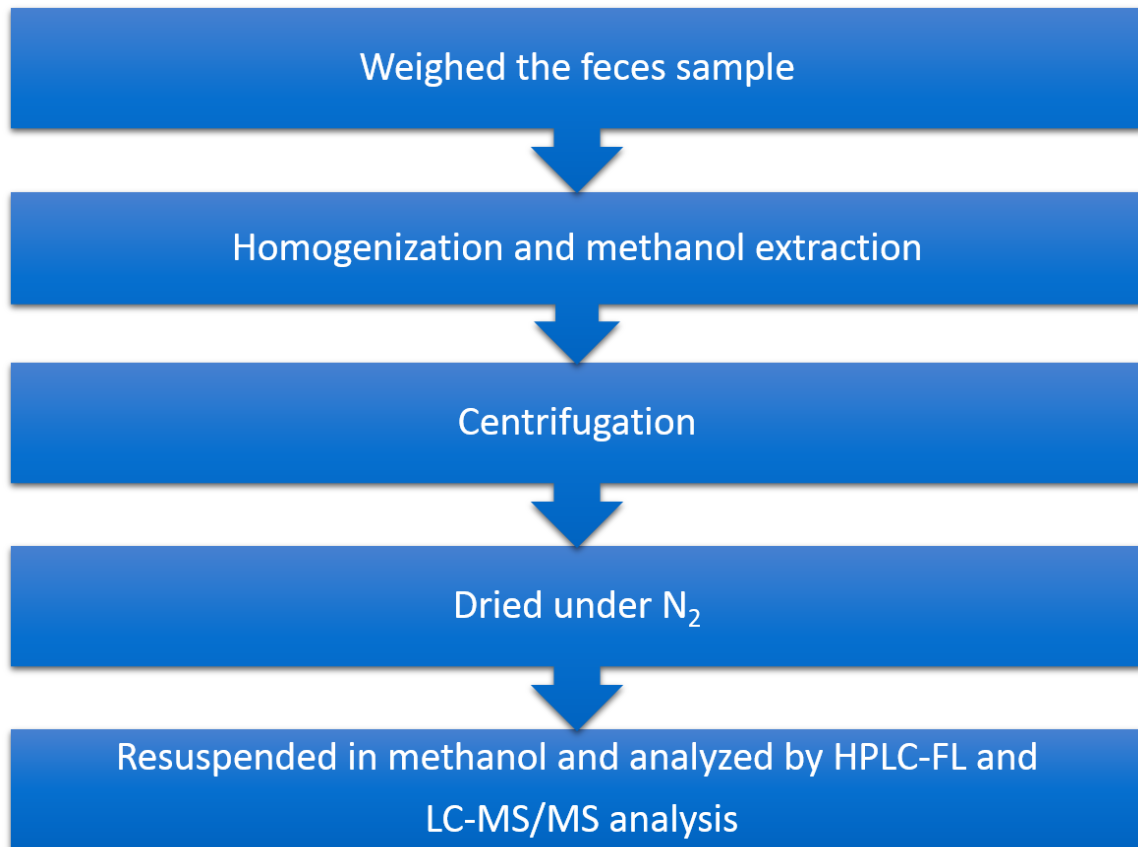 Weighed the feces sample
Homogenization and methanol extraction
Centrifugation
Dried under N₂
Resuspended in methanol and analyzed by HPLC-FL and
LC-MS/MS analysis